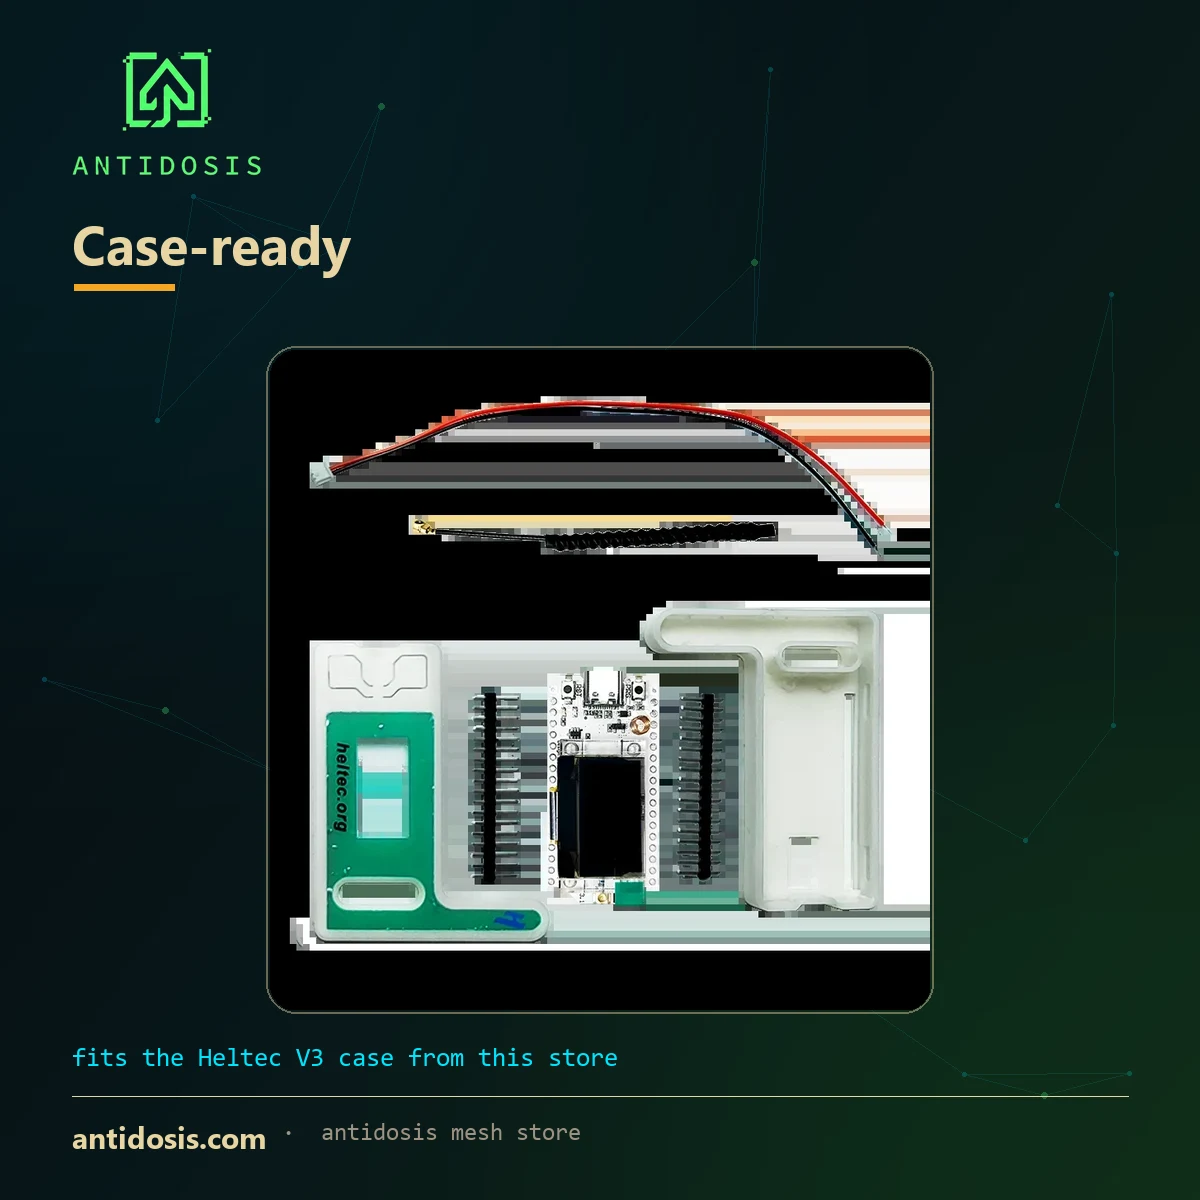 ANTIDOSIS
Case-ready
heltec.org
fits the Heltec V3 case from this store
antidosis.com · antidosis mesh store